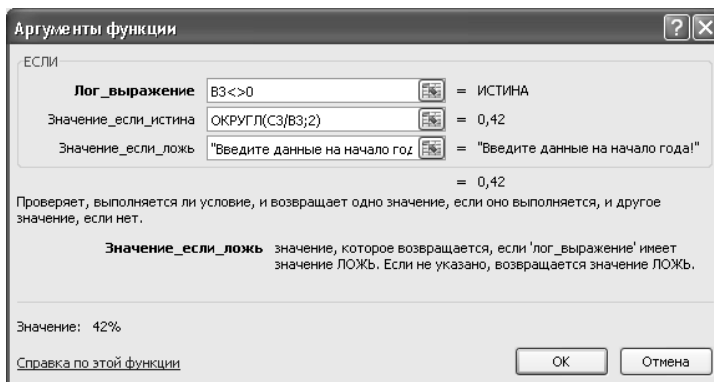 Аргументы функции
ЕСЛИ
Лог_выражение B3<>0 = ИСТИНА
Значение_если_истина ОКРУГЛ(C3/B3;2) = 0,42
Значение_если_ложь "Введите данные на начало год = "Введите данные на начало года!"
= 0,42
Проверяет, выполняется ли условие, и возвращает одно значение, если оно выполняется, и другое
значение, если нет.
Значение_если_ложь значение, которое возвращается, если 'лог_выражение' имеет
значение ЛОЖЬ. Если не указано, возвращается значение ЛОЖЬ.
Значение: 42%
Справка по этой функции OK Отмена